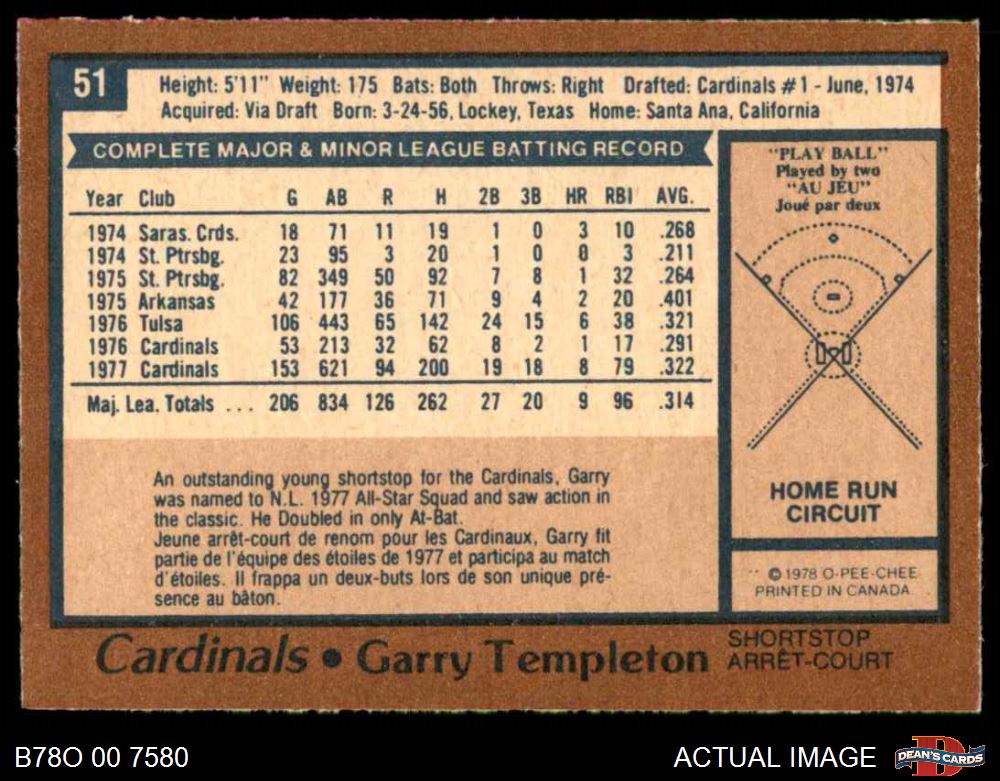 51
Height: 5'11" Weight: 175 Bats: Both Throws: Right Drafted: Cardinals #1 - June, 1974
Acquired: Via Draft Born: 3-24-56, Lockey, Texas Home: Santa Ana, California
COMPLETE MAJOR & MINOR LEAGUE BATTING RECORD
Year Club G AB R H 2B 3B HR RBI AVG.
1974 Saras. Crds. 18 71 11 19 1 0 3 10 .268
1974 St. Ptrsbg. 23 95 3 20 1 0 0 3 .211
1975 St. Ptrsbg. 82 349 50 92 7 8 1 32 .264
1975 Arkansas 42 177 36 71 9 4 2 20 .401
1976 Tulsa 106 443 65 142 24 15 6 38 .321
1976 Cardinals 53 213 32 62 8 2 1 17 .291
1977 Cardinals 153 621 94 200 19 18 8 79 .322
Maj. Lea. Totals ... 206 834 126 262 27 20 9 96 .314
An outstanding young shortstop for the Cardinals, Garry
was named to N.L. 1977 All-Star Squad and saw action in
the classic. He Doubled in only At-Bat.
Jeune arrêt-court de renom pour les Cardinaux, Garry fit
partie de l'équipe des étoiles de 1977 et participa au match
d'étoiles. Il frappa un deux-buts lors de son unique pré-
sence au bâton.
"PLAY BALL"
Played by two
"AU JEU"
Joué par deux
HOME RUN
CIRCUIT
© 1978 O-PEE-CHEE
PRINTED IN CANADA
Cardinals • Garry Templeton
SHORTSTOP
ARRÊT-COURT
B78O 00 7580
ACTUAL IMAGE
D
DEAN'S CARDS